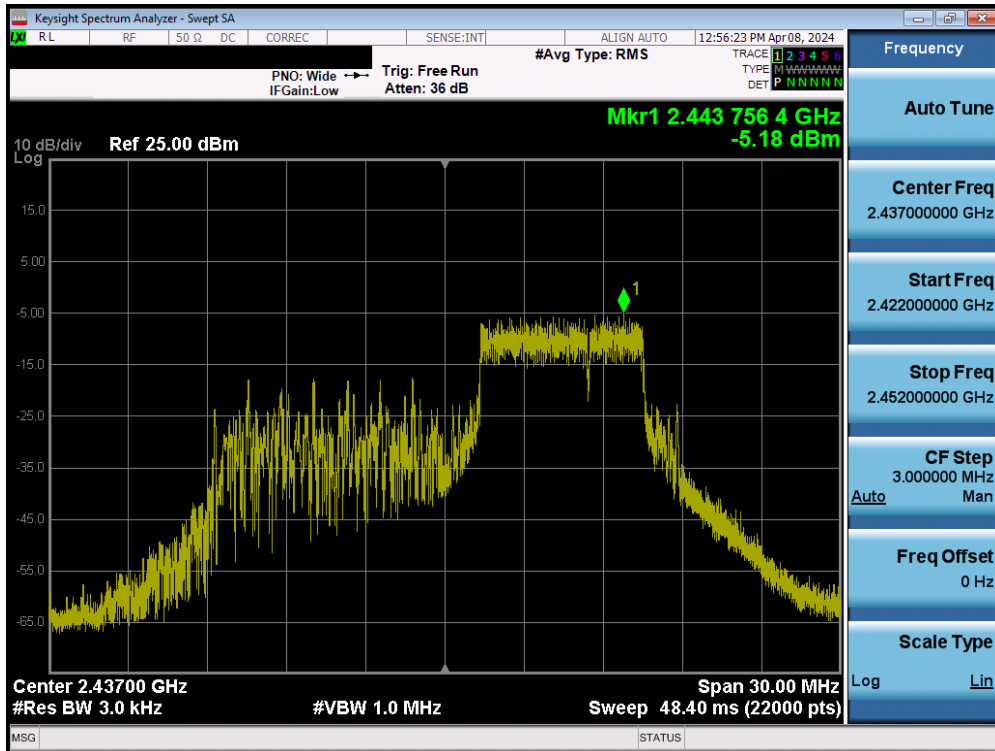 Keysight Spectrum Analyzer - Swept SA
LXI RL RF 50 Ω DC CORREC SENSE:INT ALIGN AUTO 12:56:23 PM Apr 08, 2024
Frequency
#Avg Type: RMS
TRACE 1 2 3 4 5 6
PNO: Wide Trig: Free Run
TYPE M W W W W W
IFGain:Low Atten: 36 dB
DET P N N N N N
Auto Tune
Mkr1 2.443 756 4 GHz
-5.18 dBm
10 dB/div Ref 25.00 dBm
Log
1
15.0
5.00
-5.00
-15.0
-25.0
-35.0
-45.0
-55.0
-65.0
Center Freq
2.437000000 GHz
Start Freq
2.422000000 GHz
Stop Freq
2.452000000 GHz
CF Step
3.000000 MHz
Auto Man
Freq Offset
0 Hz
Scale Type
Log Lin
Center 2.43700 GHz Span 30.00 MHz
#Res BW 3.0 kHz #VBW 1.0 MHz Sweep 48.40 ms (22000 pts)
MSG STATUS